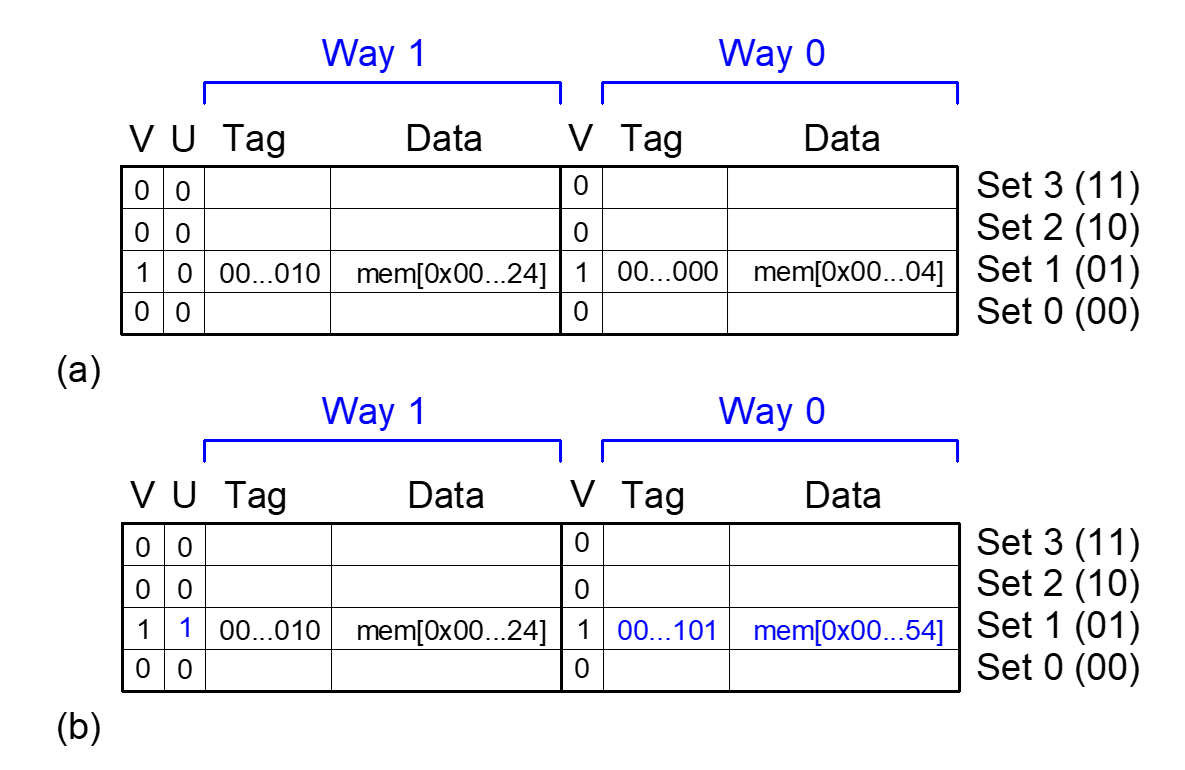 Way 1 Way 0
V U Tag Data V Tag Data
0 0 0 Set 3 (11)
0 0 0 Set 2 (10)
1 0 00...010 mem[0x00...24] 1 00...000 mem[0x00...04] Set 1 (01)
0 0 0 Set 0 (00)
(a)
Way 1 Way 0
V U Tag Data V Tag Data
0 0 0 Set 3 (11)
0 0 0 Set 2 (10)
1 1 00...010 mem[0x00...24] 1 00...101 mem[0x00...54] Set 1 (01)
0 0 0 Set 0 (00)
(b)